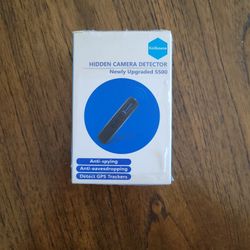 HIDDEN CAMERA DETECTOR
Newly Upgraded S500
Anti-spying
Anti-eavesdropping
Detect GPS Trackers